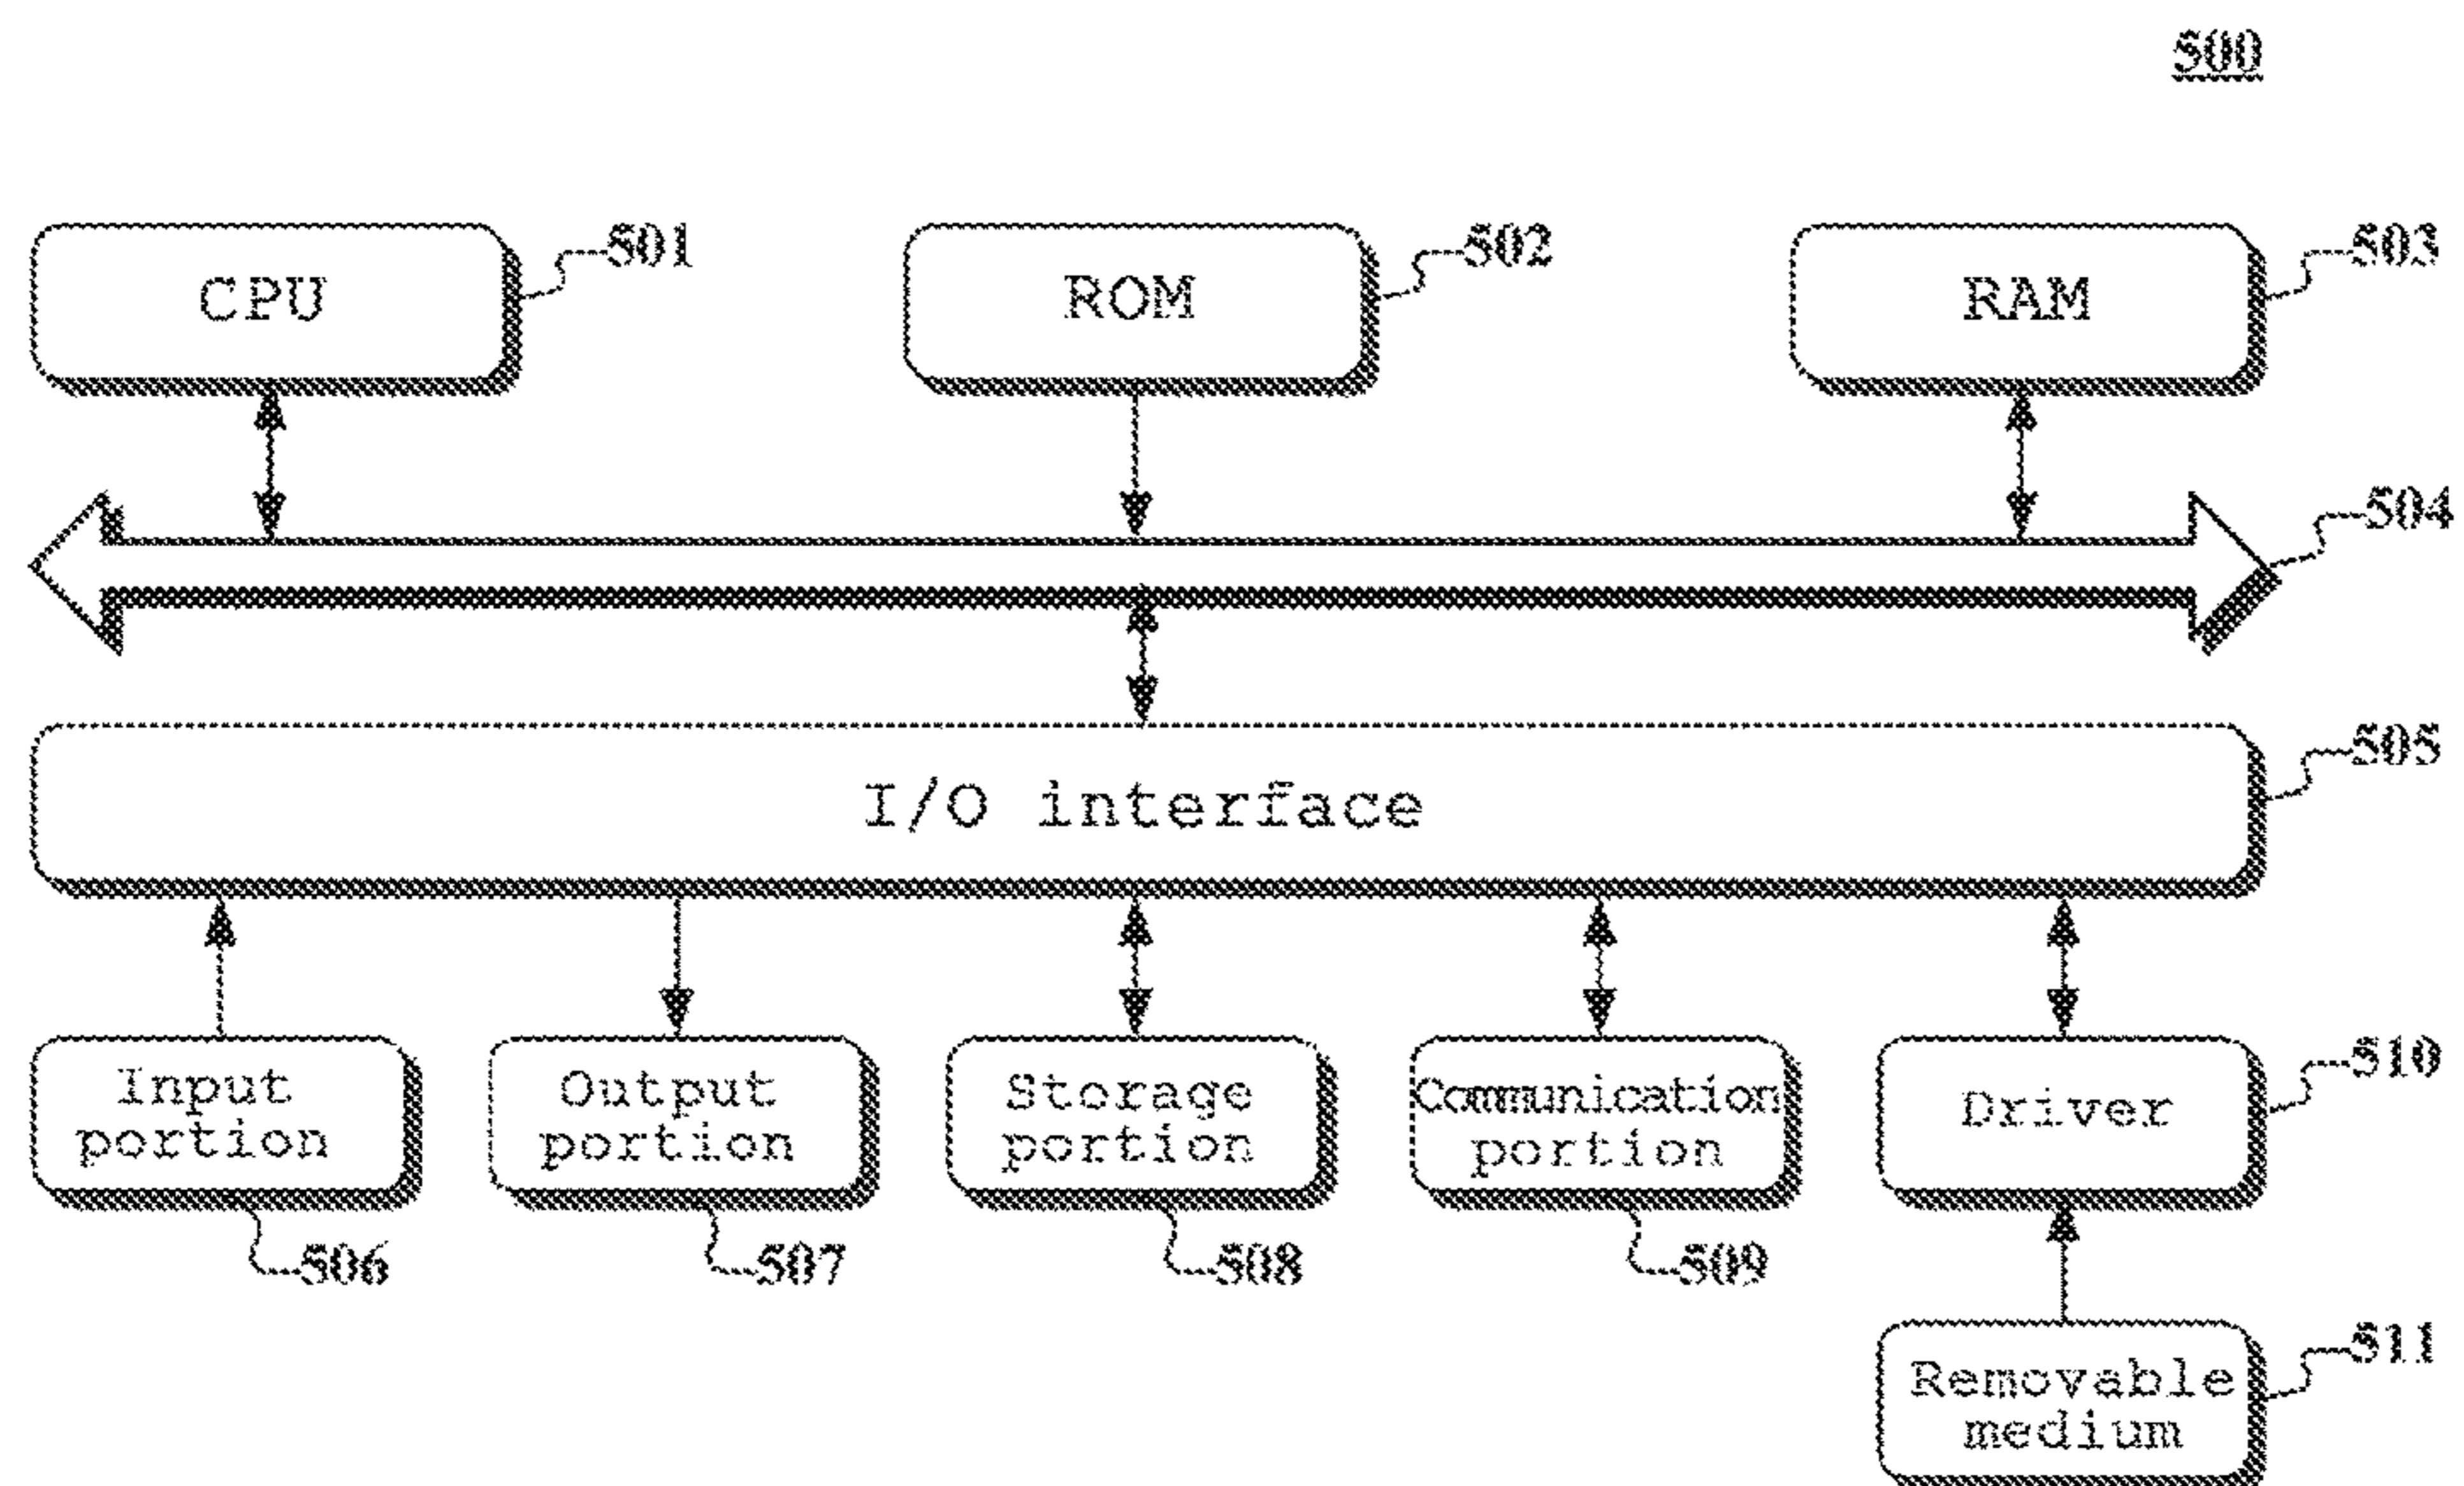 500
CPU
501
ROM
502
RAM
503
504
I/O interface
505
Input
portion
Output
portion
Storage
portion
Communication
portion
Driver
510
506
507
508
509
Removable
medium
511